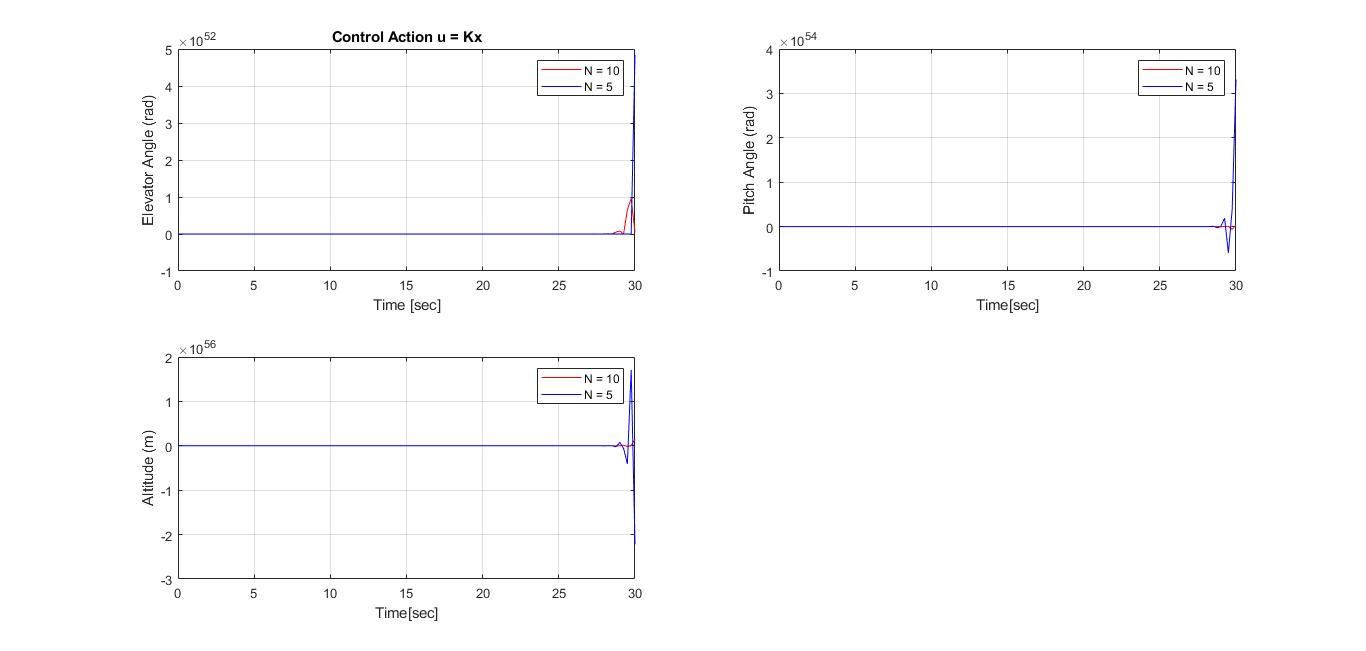 Control Action u = Kx
×10^52
5
4
3
2
1
0
-1
Elevator Angle (rad)
N = 10
N = 5
0 5 10 15 20 25 30
Time [sec]
×10^54
4
3
2
1
0
-1
Pitch Angle (rad)
N = 10
N = 5
0 5 10 15 20 25 30
Time[sec]
×10^56
2
1
0
-1
-2
-3
Altitude (m)
N = 10
N = 5
0 5 10 15 20 25 30
Time[sec]